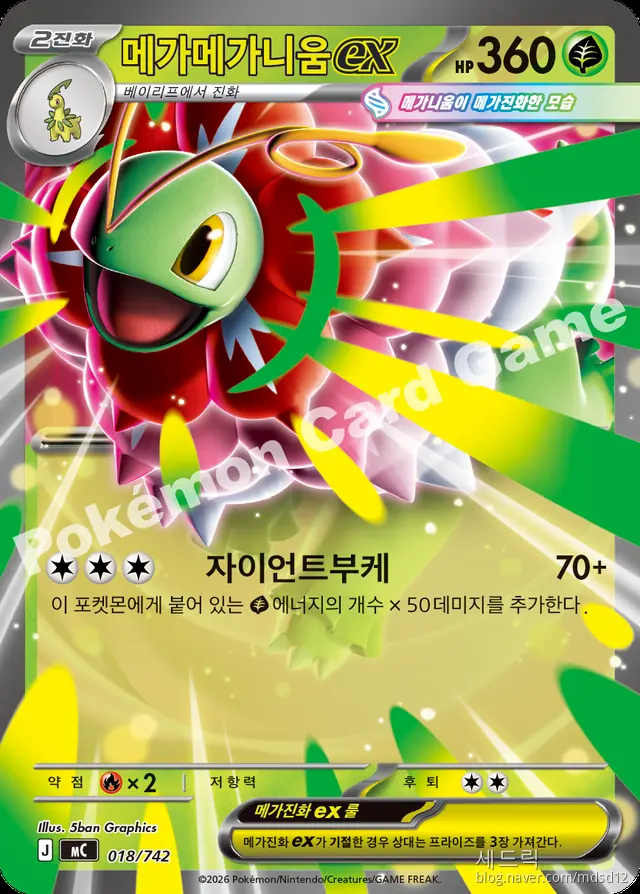 2진화
메가메가니움ex
HP360
베이리프에서 진화
메가니움이 메가진화한 모습
Pokémon Card Game
자이언트부케 70+
이 포켓몬에게 붙어 있는 에너지의 개수 × 50데미지를 추가한다.
약점 ×2 저항력 후퇴
메가진화 ex 룰
메가진화 ex가 기절한 경우 상대는 프라이즈를 3장 가져간다.
Illus. 5ban Graphics
J MC 018/742
©2026 Pokémon/Nintendo/Creatures/GAME FREAK.
세드릭
blog.naver.com/mdsd12